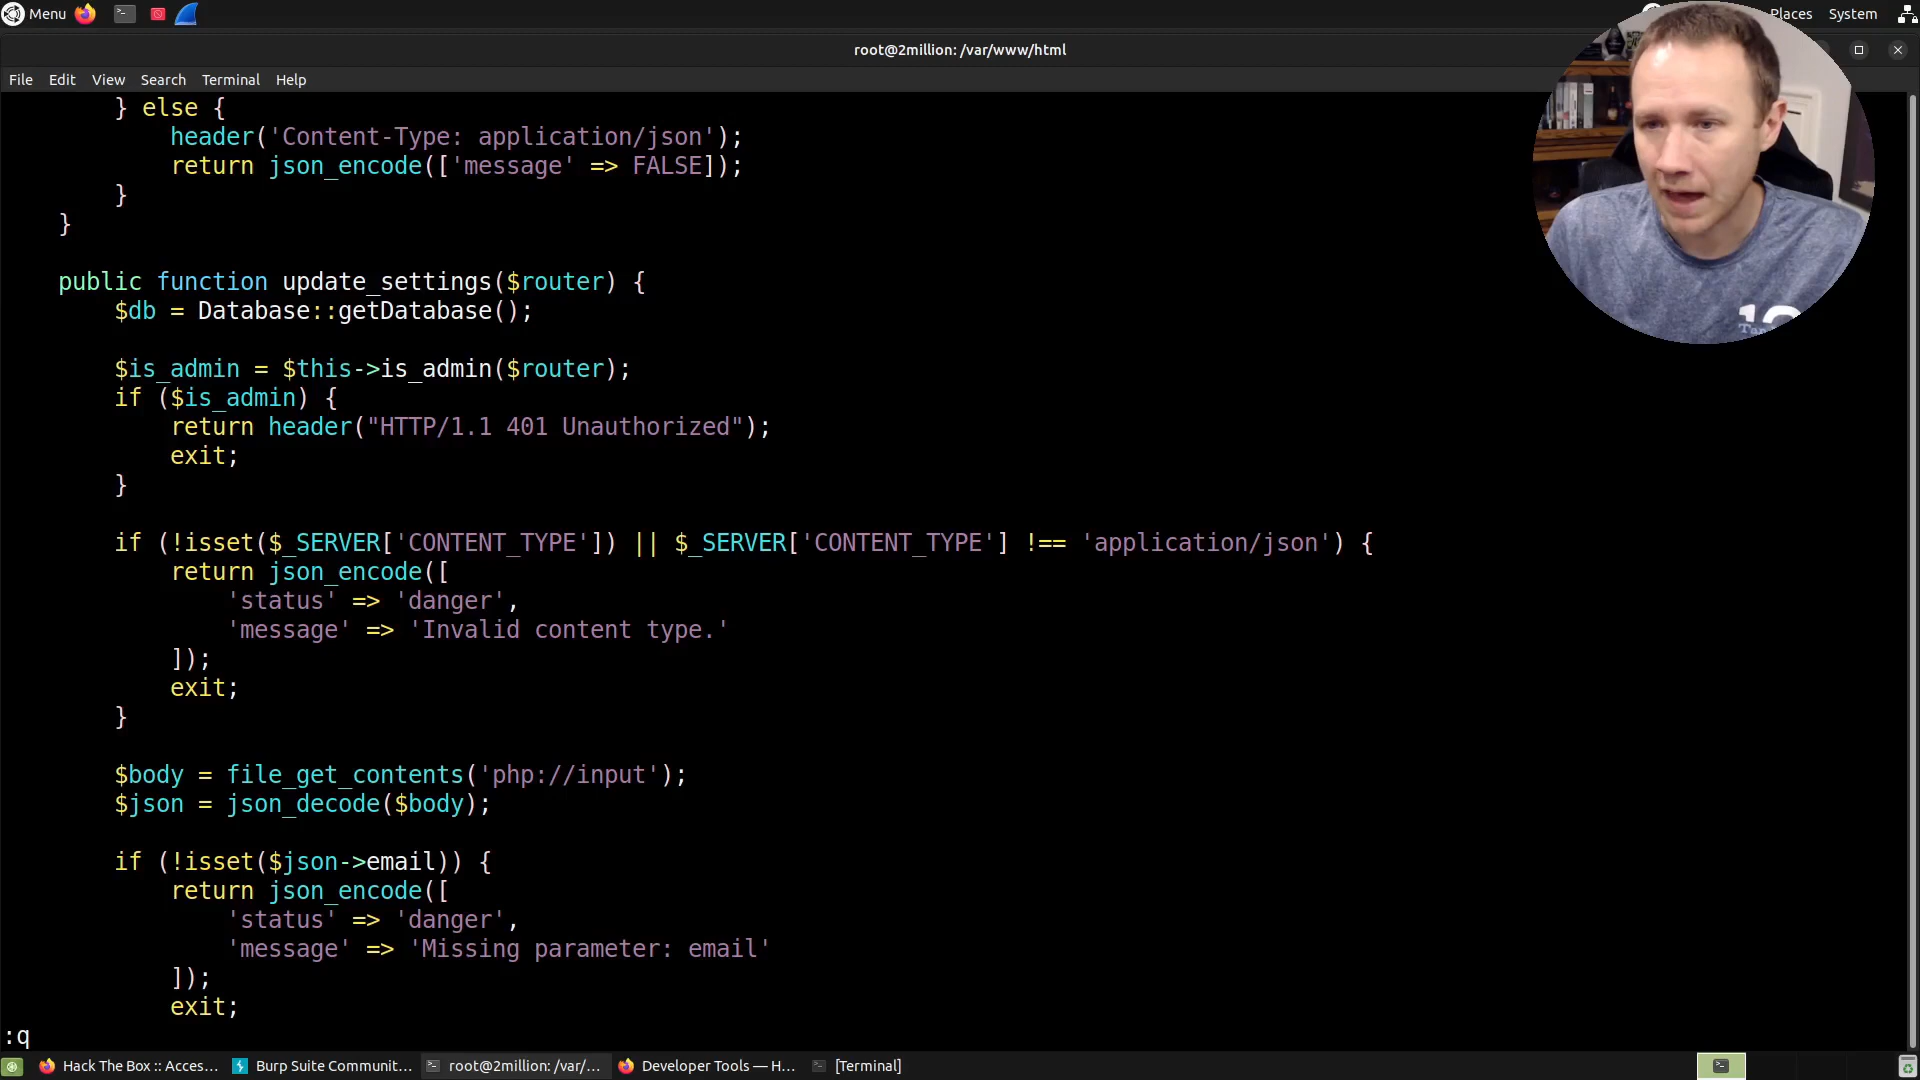 Menu
Places System
root@2million: /var/www/html
File Edit View Search Terminal Help
} else {
header('Content-Type: application/json');
return json_encode(['message' => FALSE]);
}
}
public function update_settings($router) {
$db = Database::getDatabase();
$is_admin = $this->is_admin($router);
if ($is_admin) {
return header("HTTP/1.1 401 Unauthorized");
exit;
}
if (!isset($_SERVER['CONTENT_TYPE']) || $_SERVER['CONTENT_TYPE'] !== 'application/json') {
return json_encode([
'status' => 'danger',
'message' => 'Invalid content type.'
]);
exit;
}
$body = file_get_contents('php://input');
$json = json_decode($body);
if (!isset($json->email)) {
return json_encode([
'status' => 'danger',
'message' => 'Missing parameter: email'
]);
exit;
:q
Hack The Box :: Acces... Burp Suite Communit... root@2million: /var/... Developer Tools — H... [Terminal]